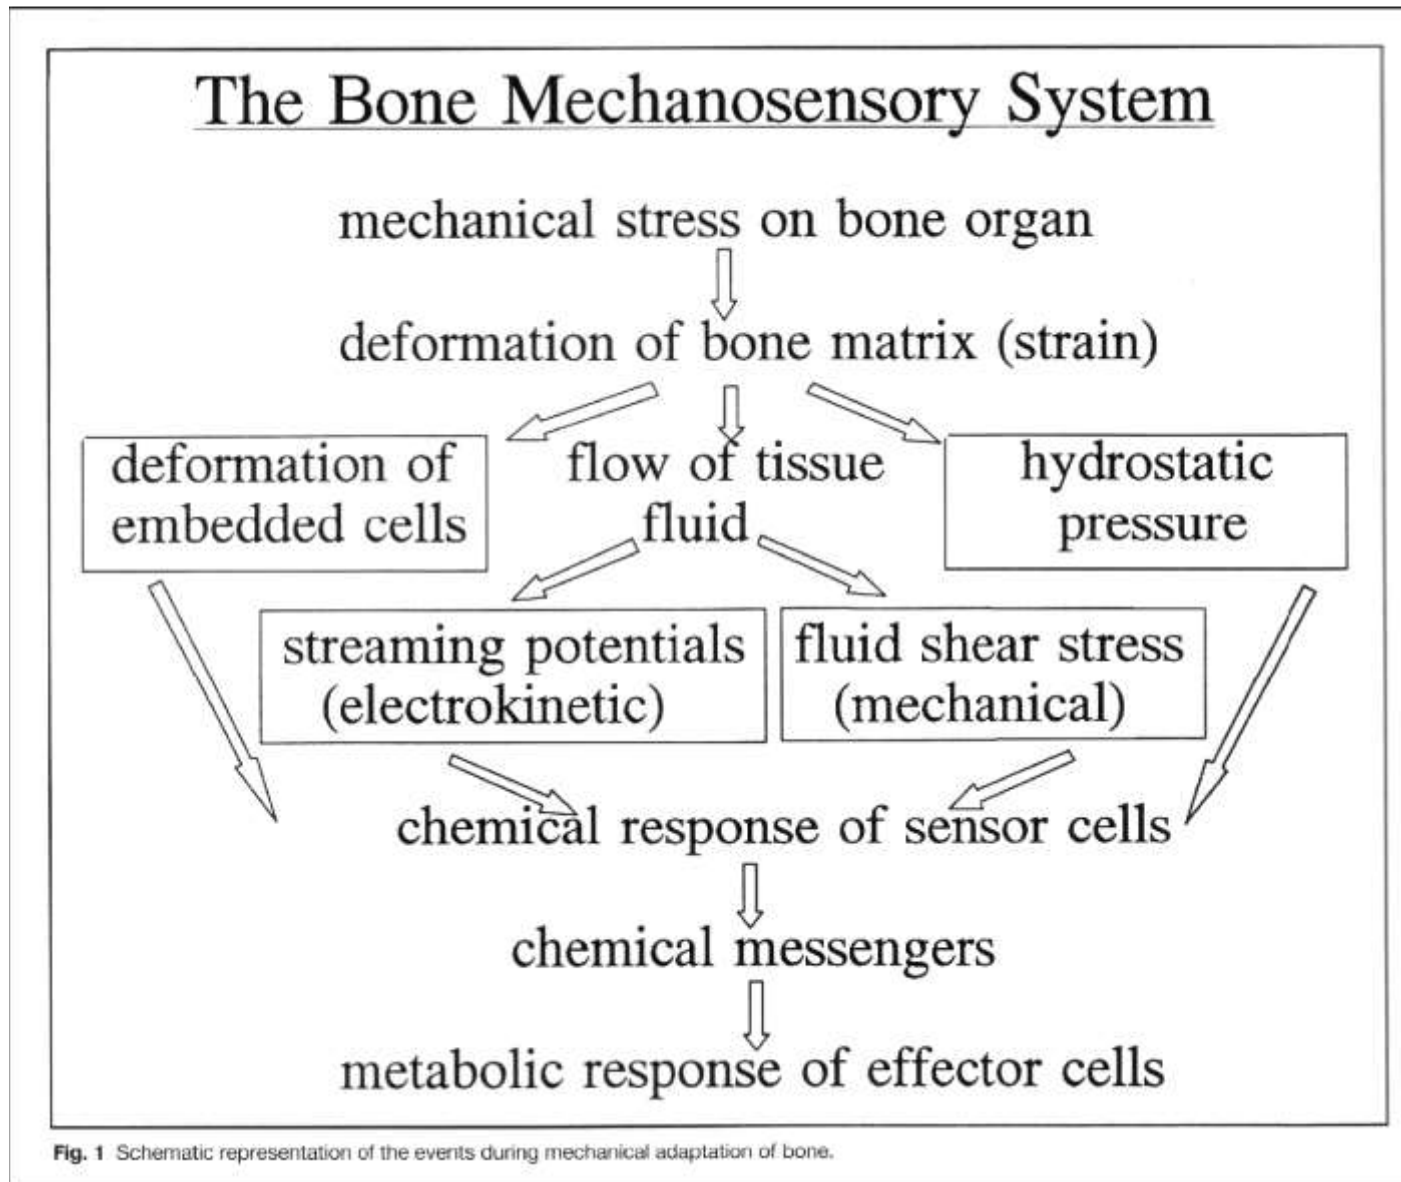 The Bone Mechanosensory System
mechanical stress on bone organ
deformation of bone matrix (strain)
deformation of
embedded cells
flow of tissue
fluid
hydrostatic
pressure
streaming potentials
(electrokinetic)
fluid shear stress
(mechanical)
chemical response of sensor cells
chemical messengers
metabolic response of effector cells
Fig. 1 Schematic representation of the events during mechanical adaptation of bone.